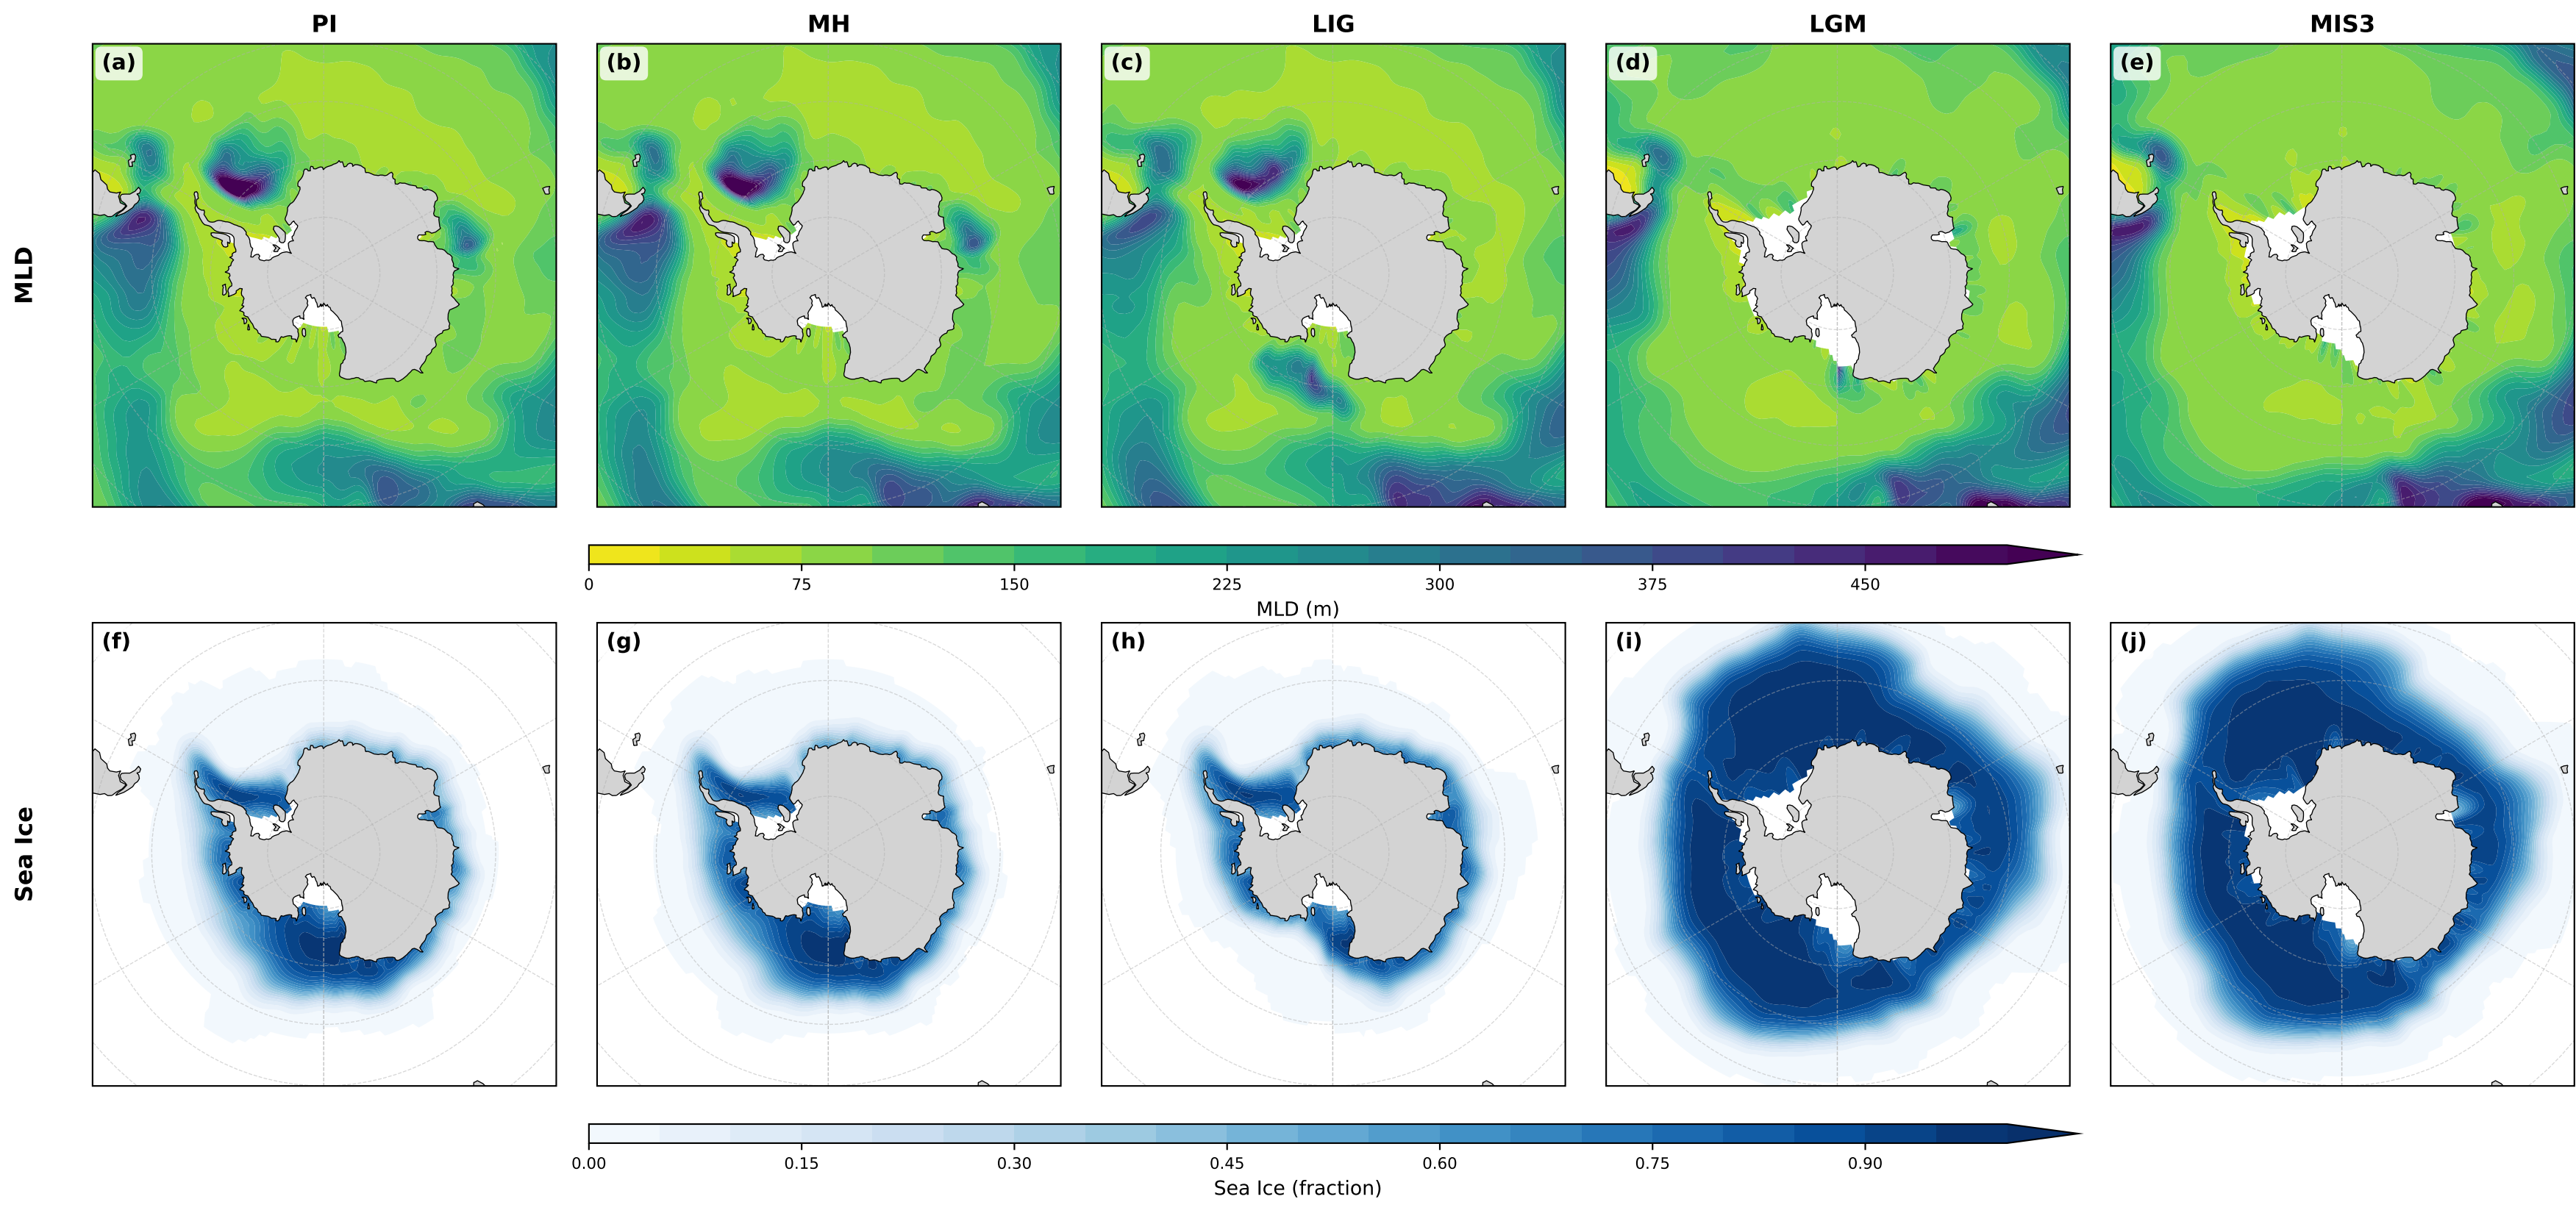 PI MH LIG LGM MIS3
MLD
(a) (b) (c) (d) (e)
0 75 150 225 300 375 450
MLD (m)
Sea Ice
(f) (g) (h) (i) (j)
0.00 0.15 0.30 0.45 0.60 0.75 0.90
Sea Ice (fraction)